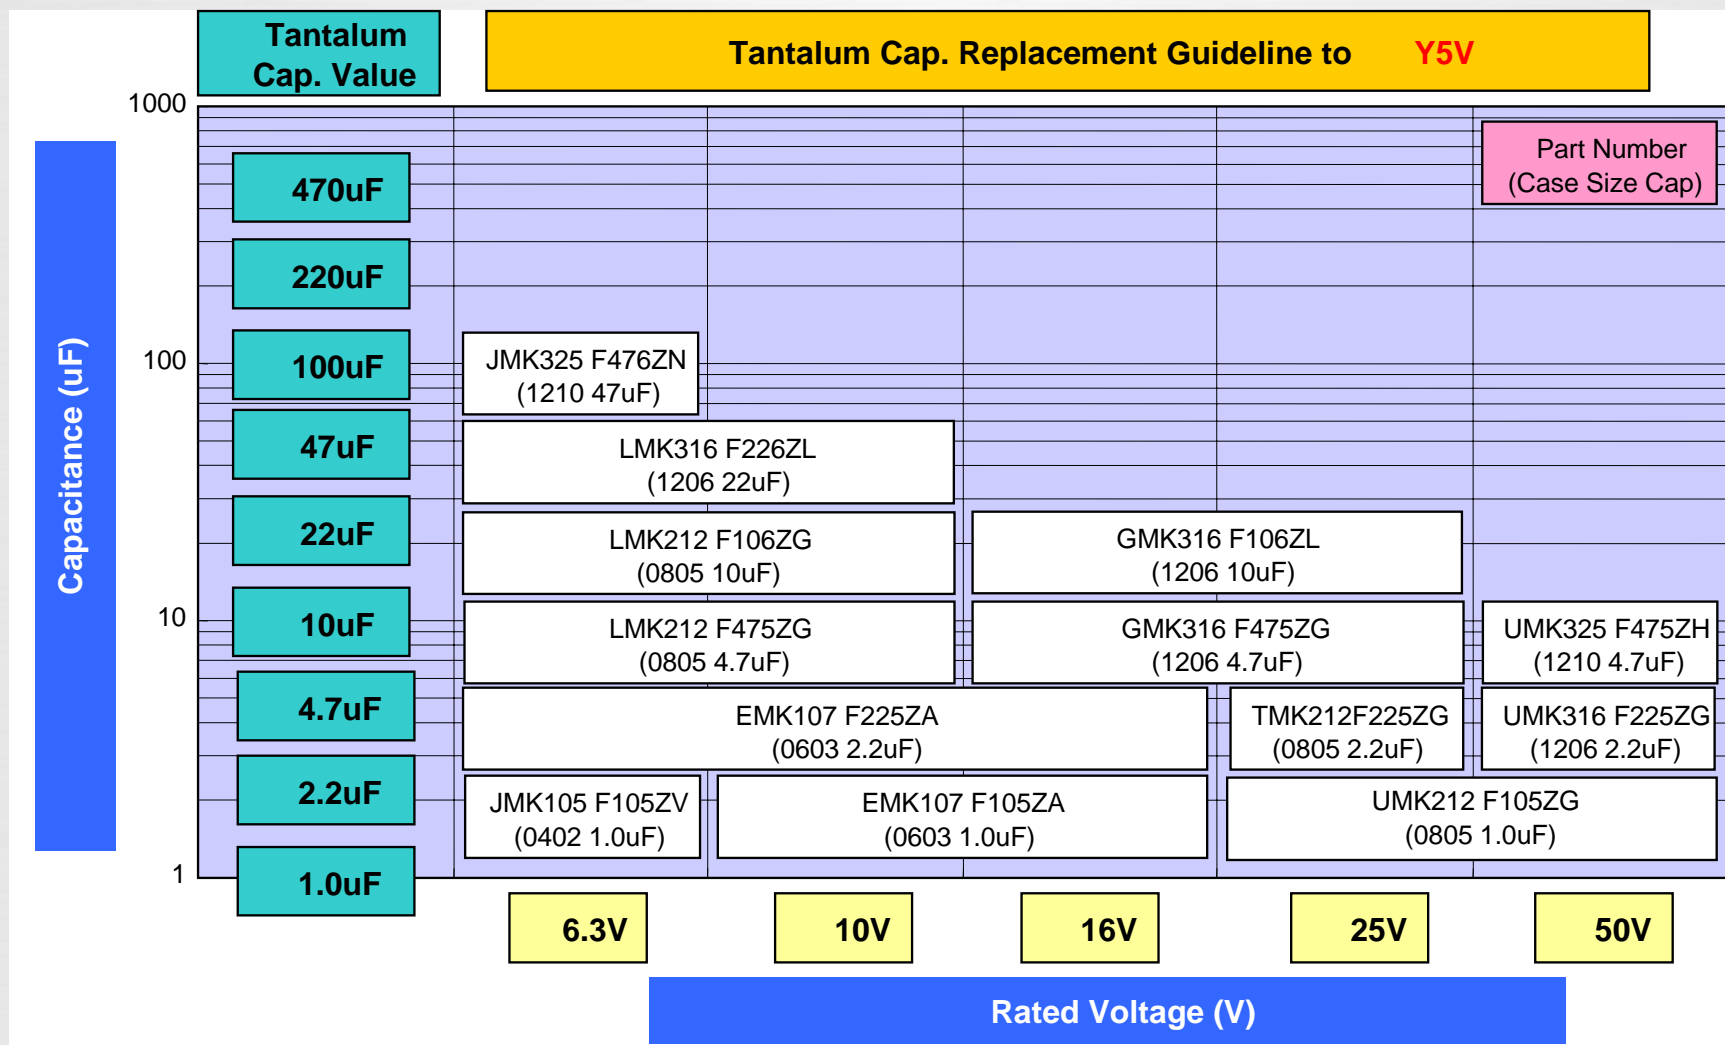 Tantalum
Cap. Value
Tantalum Cap. Replacement Guideline to Y5V
Capacitance (uF)
1000
100
10
1
Part Number
(Case Size Cap)
470uF
220uF
100uF
JMK325 F476ZN
(1210 47uF)
47uF
LMK316 F226ZL
(1206 22uF)
22uF
LMK212 F106ZG
(0805 10uF)
GMK316 F106ZL
(1206 10uF)
10uF
LMK212 F475ZG
(0805 4.7uF)
GMK316 F475ZG
(1206 4.7uF)
UMK325 F475ZH
(1210 4.7uF)
4.7uF
EMK107 F225ZA
(0603 2.2uF)
TMK212F225ZG
(0805 2.2uF)
UMK316 F225ZG
(1206 2.2uF)
2.2uF
JMK105 F105ZV
(0402 1.0uF)
EMK107 F105ZA
(0603 1.0uF)
UMK212 F105ZG
(0805 1.0uF)
1.0uF
6.3V
10V
16V
25V
50V
Rated Voltage (V)